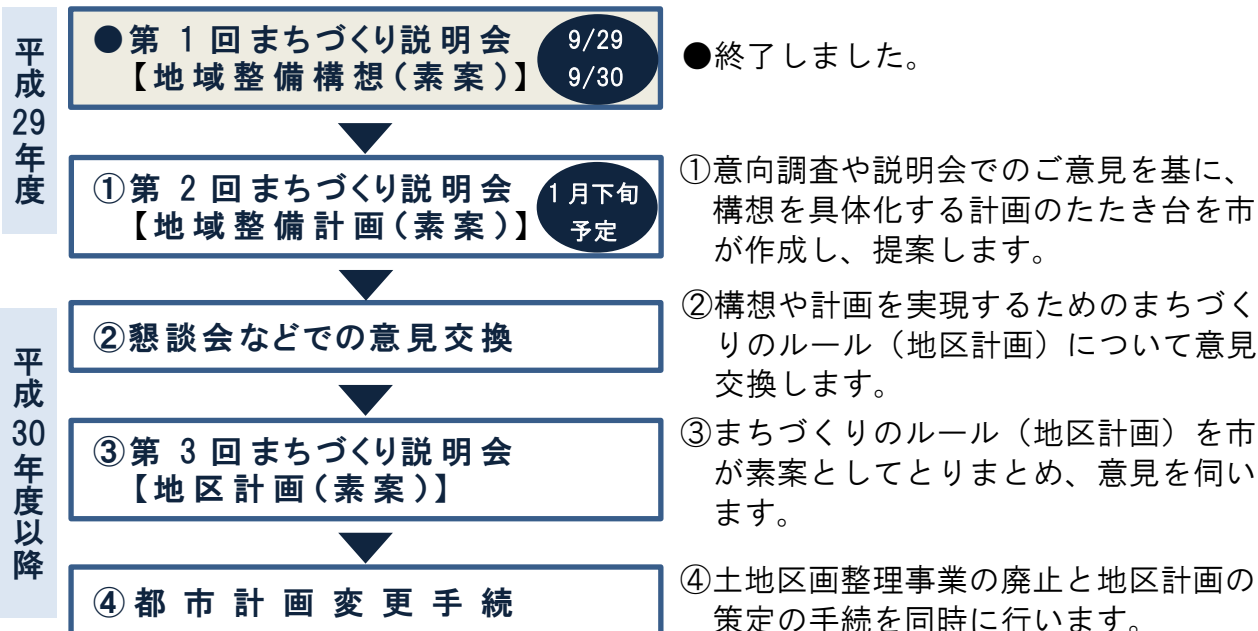 平成29年度
●第 1 回 まちづくり説明会
【地域整備構想（素案）】
9/29
9/30
●終了しました。
①第 2 回 まちづくり説明会
【地域整備計画（素案）】
1月下旬
予定
①意向調査や説明会でのご意見を基に、
構想を具体化する計画のたたき台を市
が作成し、提案します。
平成30年度以降
②懇談会などでの意見交換
②構想や計画を実現するためのまちづく
りのルール（地区計画）について意見
交換します。
③第 3 回 まちづくり説明会
【地区計画（素案）】
③まちづくりのルール（地区計画）を市
が素案としてとりまとめ、意見を伺い
ます。
④都市計画変更手続
④土地区画整理事業の廃止と地区計画の
策定の手続を同時に行います。